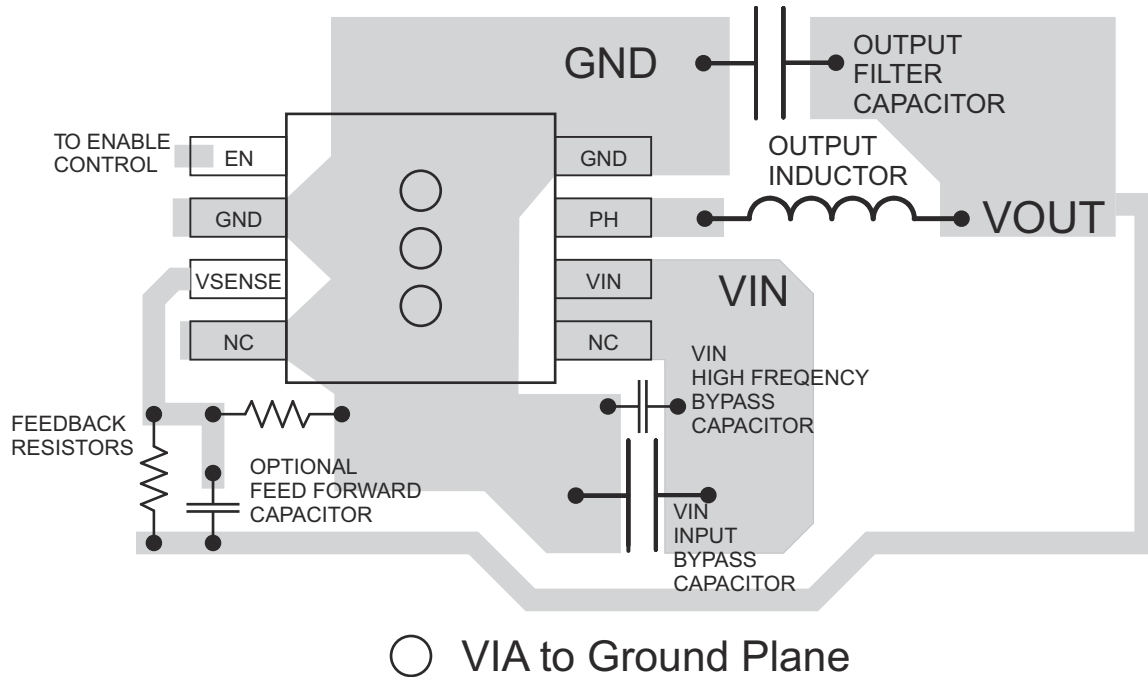 GND
OUTPUT
FILTER
CAPACITOR
TO ENABLE
CONTROL
EN
GND
OUTPUT
INDUCTOR
GND
PH
VOUT
VSENSE
VIN
VIN
NC
NC
VIN
HIGH FREQENCY
BYPASS
CAPACITOR
FEEDBACK
RESISTORS
OPTIONAL
FEED FORWARD
CAPACITOR
VIN
INPUT
BYPASS
CAPACITOR
VIA to Ground Plane